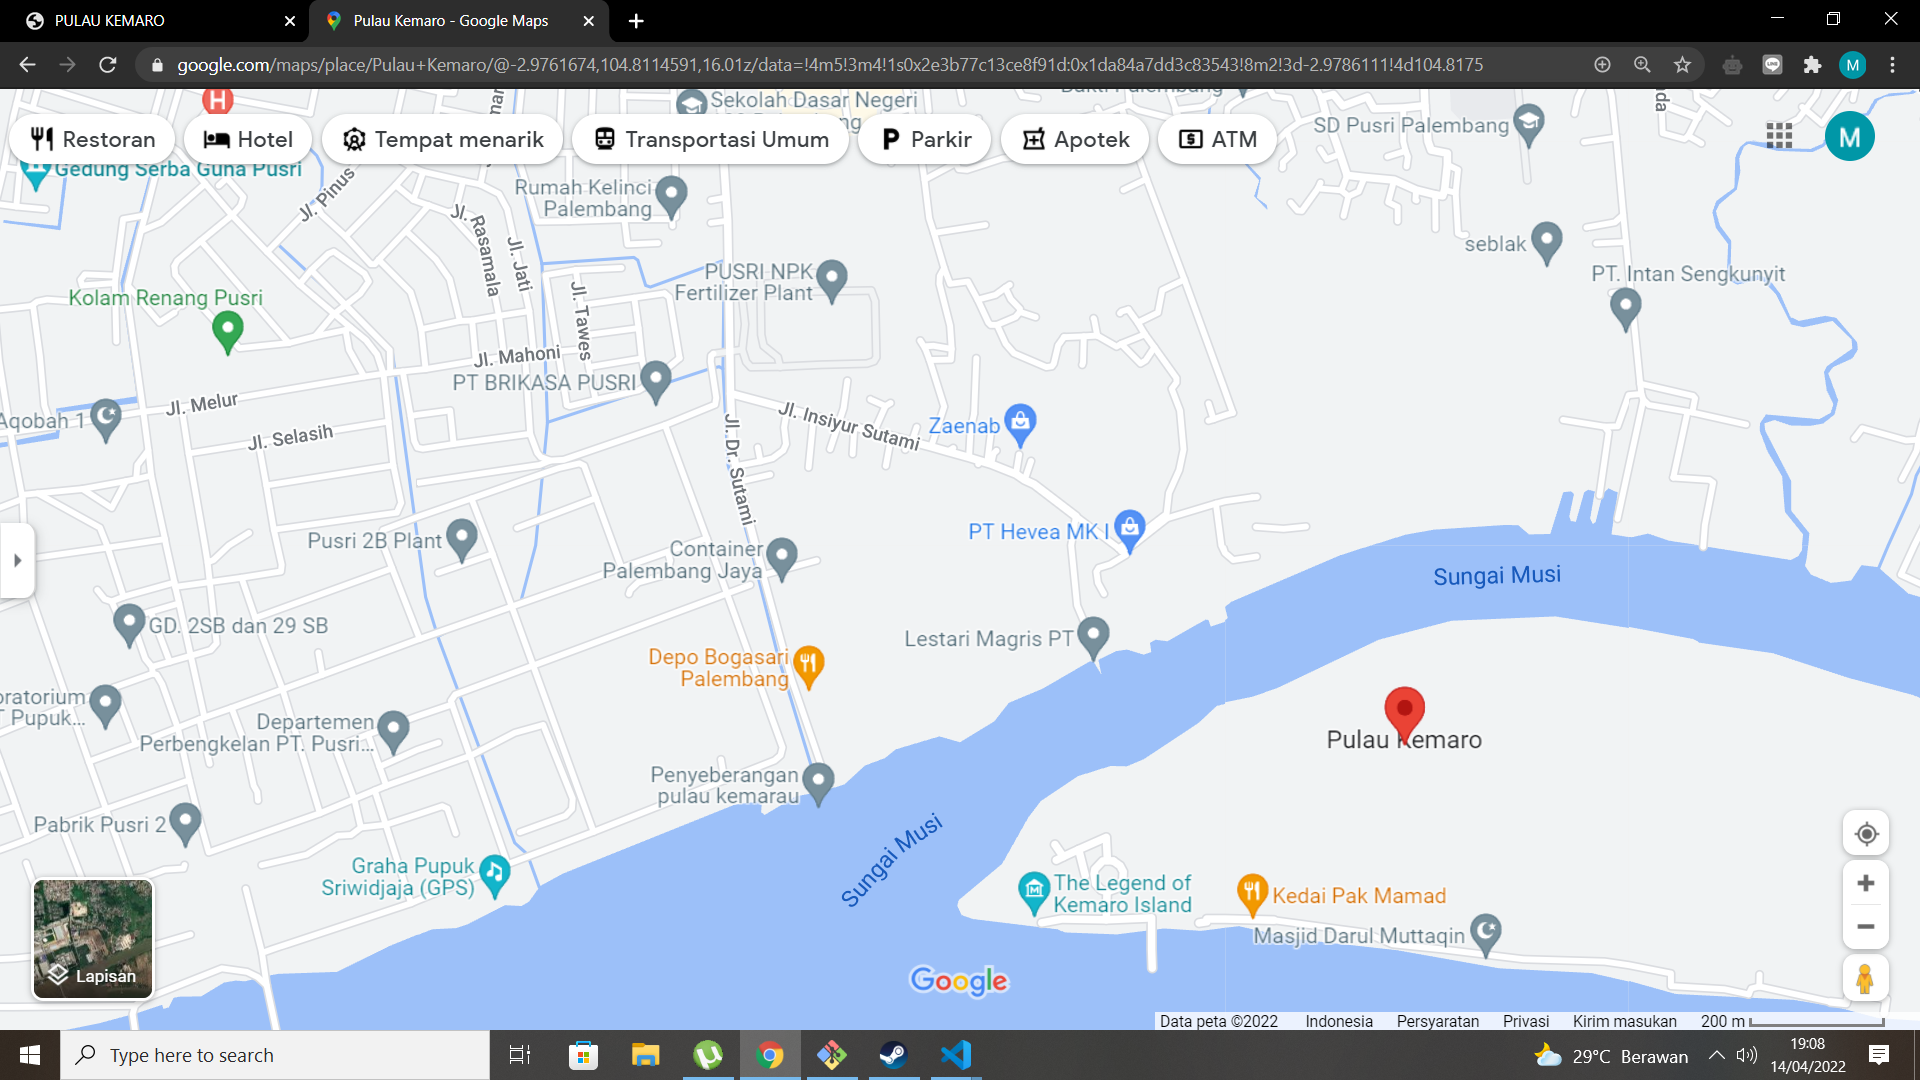 PULAU KEMARO
Pulau Kemaro - Google Maps
google.com/maps/place/Pulau+Kemaro/@-2.9761674,104.8114591,16.01z/data=!4m5!3m4!1s0x2e3b77c13ce8f91d:0x1da84a7dd3c83543!8m2!3d-2.9786111!4d104.8175
M
H
Sekolah Dasar Negeri
Palembang
SD Pusri Palembang
Restoran
Hotel
Tempat menarik
Transportasi Umum
Parkir
Apotek
ATM
M
Gedung Serba Guna Pusri
Jl. Pinus
Rumah Kelinci
Palembang
Jl. Rasamala
Jl. Jati
seblak
PUSRI NPK
Fertilizer Plant
PT. Intan Sengkunyit
Kolam Renang Pusri
Jl. Tawes
Jl. Mahoni
PT BRIKASA PUSRI
Jl. Melur
Aqobah 1
Jl. Selasih
Jl. Dr. Sutami
Jl. Insiyur Sutami
Zaenab
PT Hevea MK I
Pusri 2B Plant
Container
Palembang Jaya
Sungai Musi
GD. 2SB dan 29 SB
Lestari Magris PT
Depo Bogasari
Palembang
oratorium
T Pupuk...
Departemen
Perbengkelan PT. Pusri...
Pulau Kemaro
Penyeberangan
pulau kemarau
Pabrik Pusri 2
Sungai Musi
Graha Pupuk
Sriwidjaja (GPS)
The Legend of
Kemaro Island
Kedai Pak Mamad
Masjid Darul Muttaqin
Lapisan
Google
Data peta ©2022 Indonesia Persyaratan Privasi Kirim masukan 200 m
Type here to search
29°C Berawan
19:08
14/04/2022